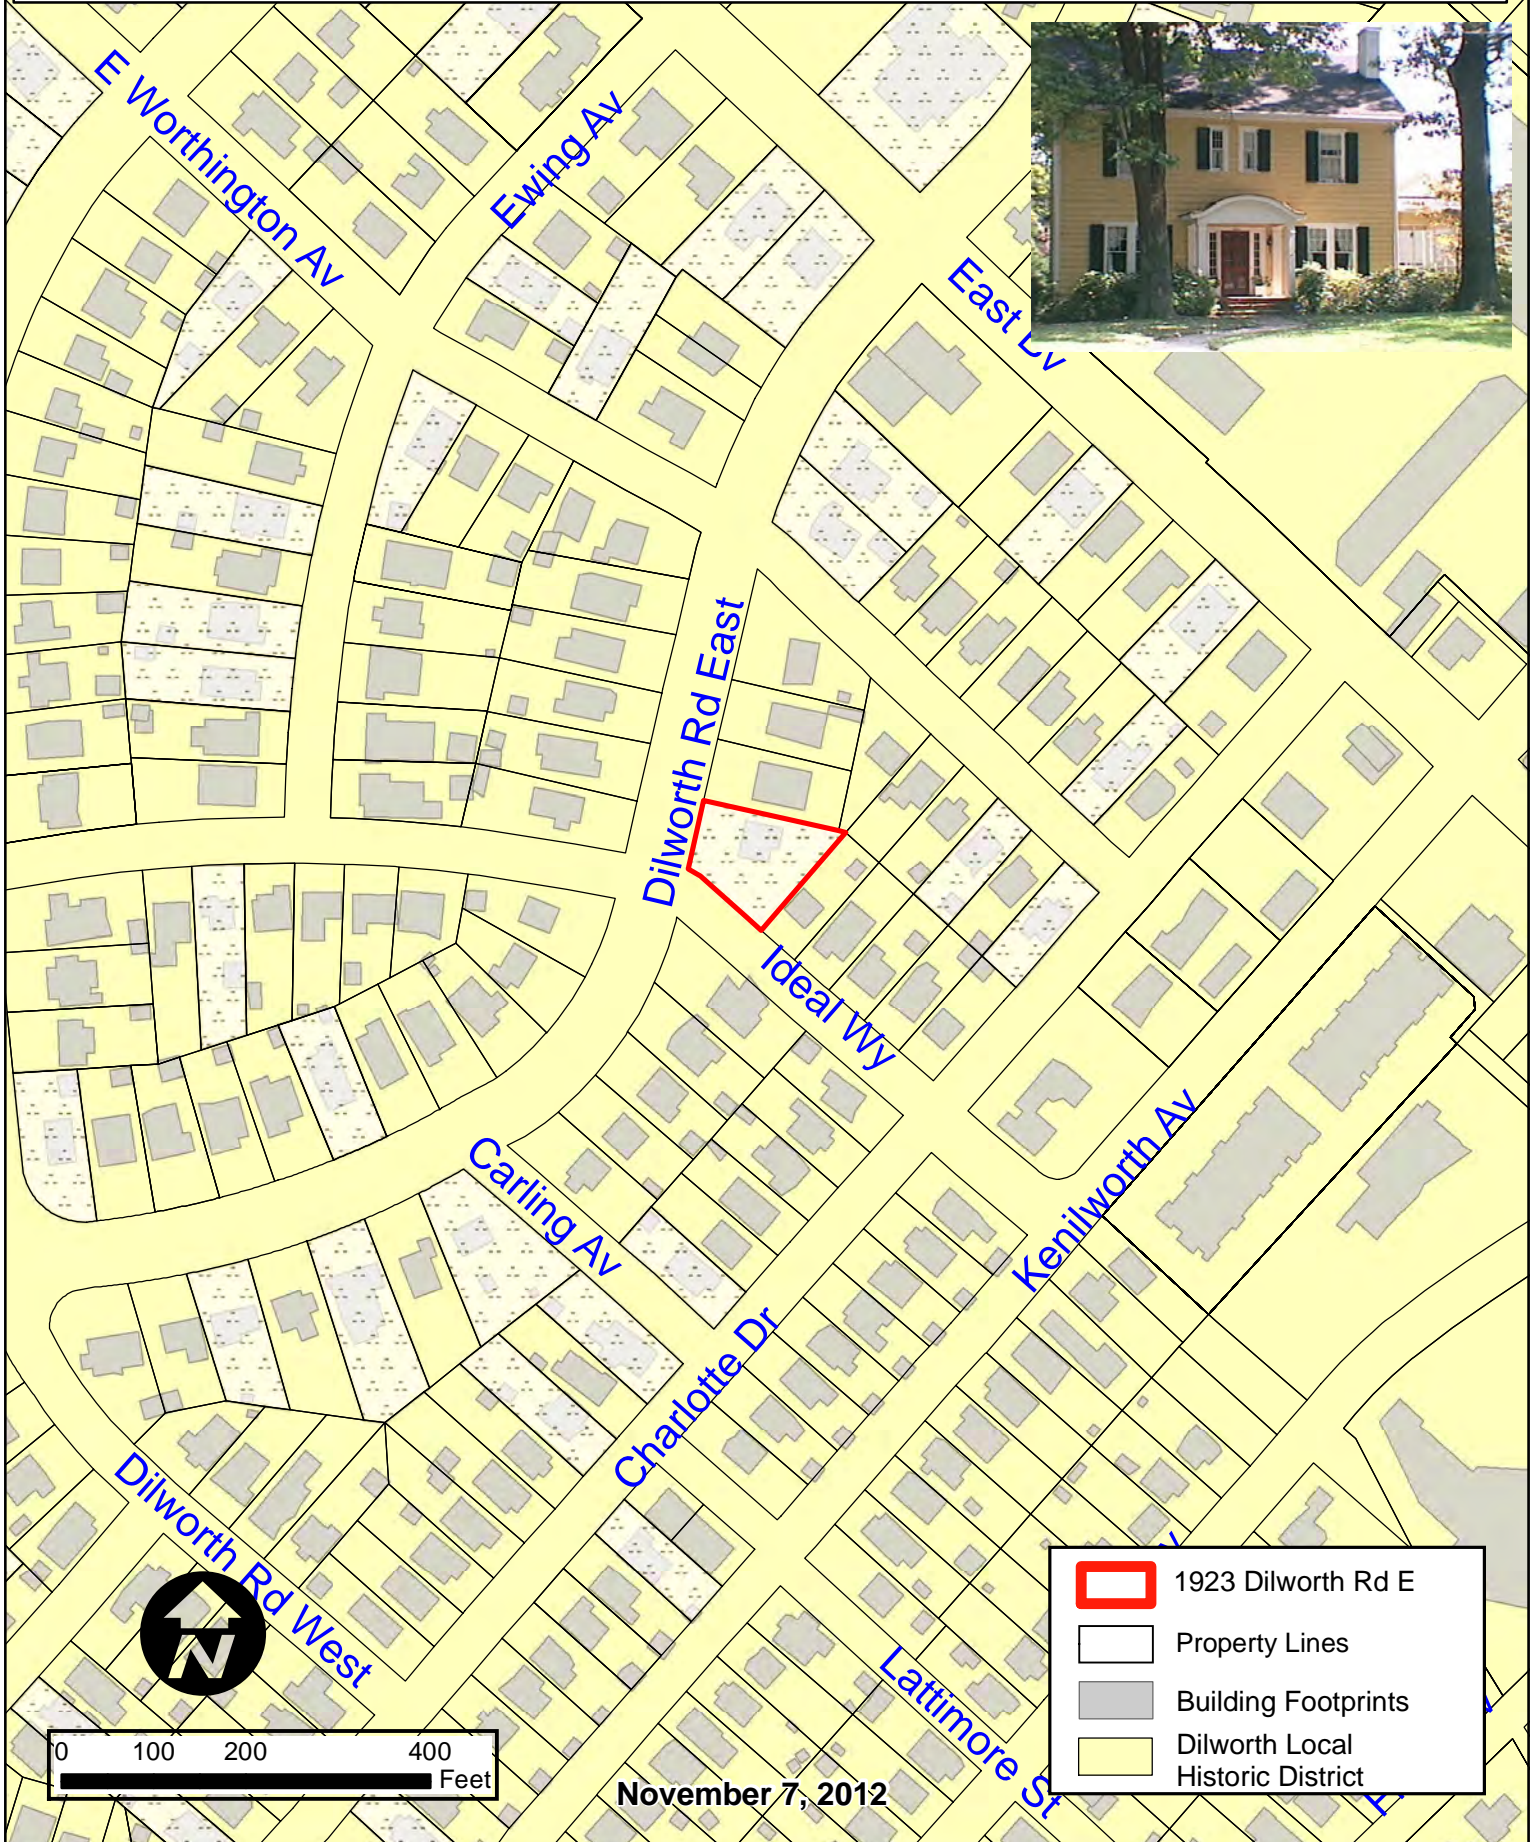 E Worthington Av
Ewing Av
East Dv
Dilworth Rd East
Ideal Wy
Carling Av
Kenilworth Av
Charlotte Dr
Dilworth Rd West
Lattimore St
N
0 100 200 400
Feet
November 7, 2012
1923 Dilworth Rd E
Property Lines
Building Footprints
Dilworth Local
Historic District